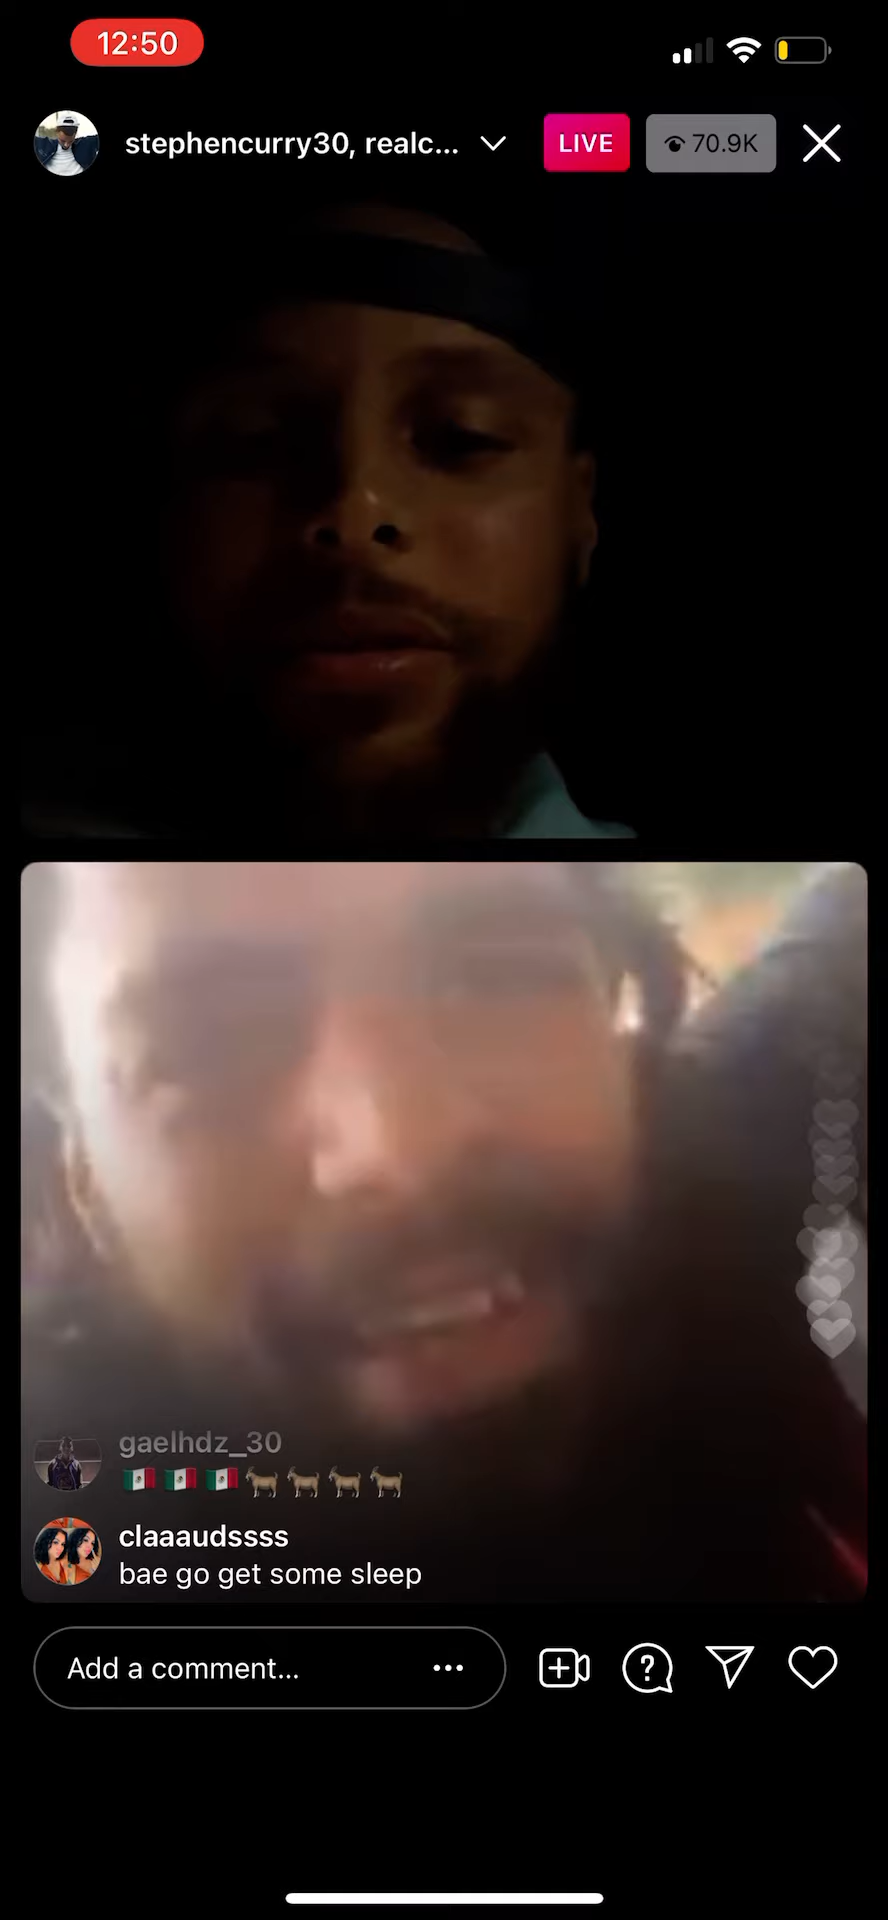 12:50
stephencurry30, realc...
LIVE
70.9K
gaelhdz_30
🇲🇽🇲🇽🇲🇽🐐🐐🐐🐐
claaaudssss
bae go get some sleep
Add a comment...